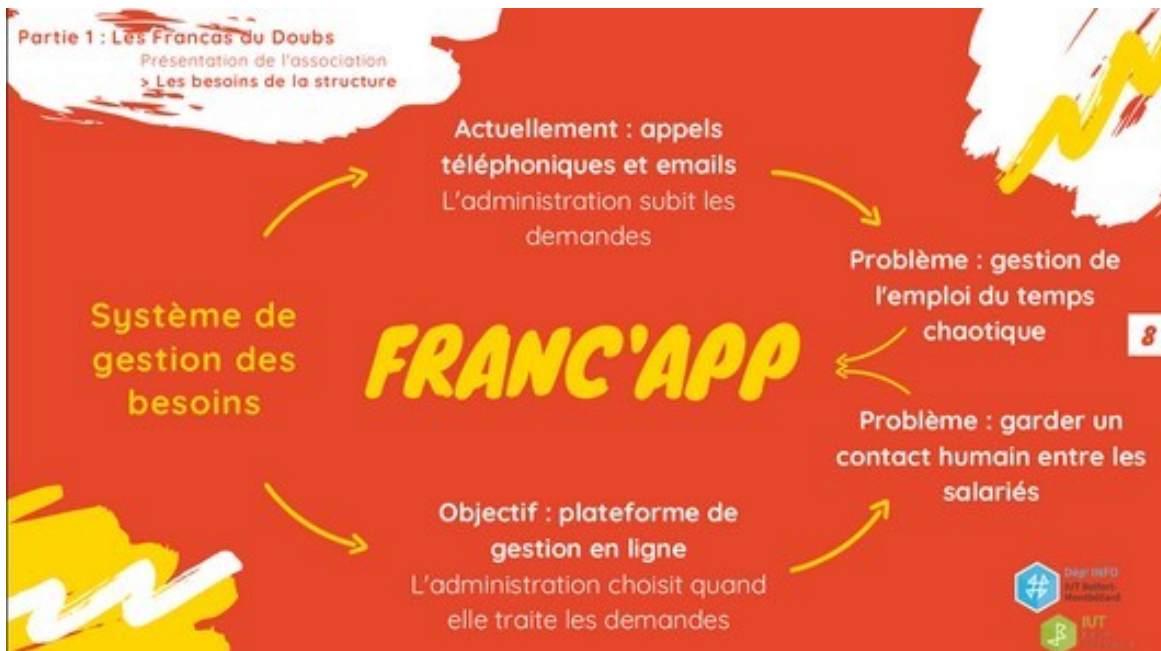 Partie 1 : Les Francas du Doubs
Présentation de l'association
> Les besoins de la structure
Actuellement : appels
téléphoniques et emails
L'administration subit les
demandes
Problème : gestion de
l'emploi du temps
chaotique
8
Système de
gestion des
besoins
FRANC'APP
Problème : garder un
contact humain entre les
salariés
Objectif : plateforme de
gestion en ligne
L'administration choisit quand
elle traite les demandes
Dép' INFO
IUT Belfort-
Montbéliard
IUT